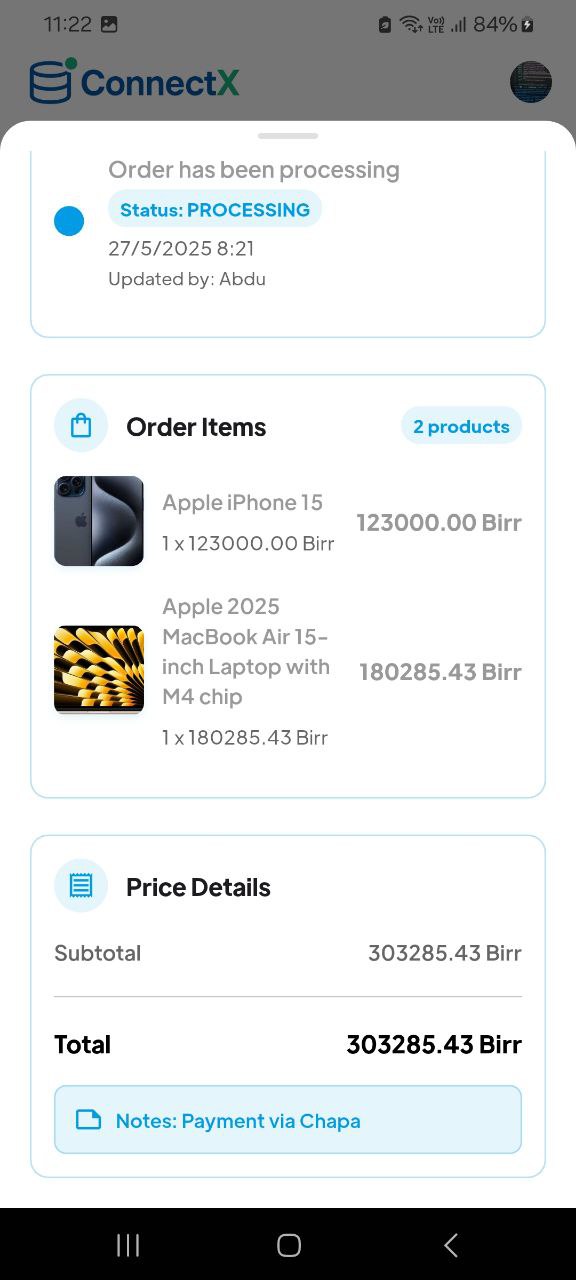 11:22
Vo))
LTE
84%
ConnectX
Order has been processing
Status: PROCESSING
27/5/2025 8:21
Updated by: Abdu
Order Items
2 products
Apple iPhone 15
123000.00 Birr
1 x 123000.00 Birr
Apple 2025
MacBook Air 15-
inch Laptop with
M4 chip
180285.43 Birr
1 x 180285.43 Birr
Price Details
Subtotal
303285.43 Birr
Total
303285.43 Birr
Notes: Payment via Chapa